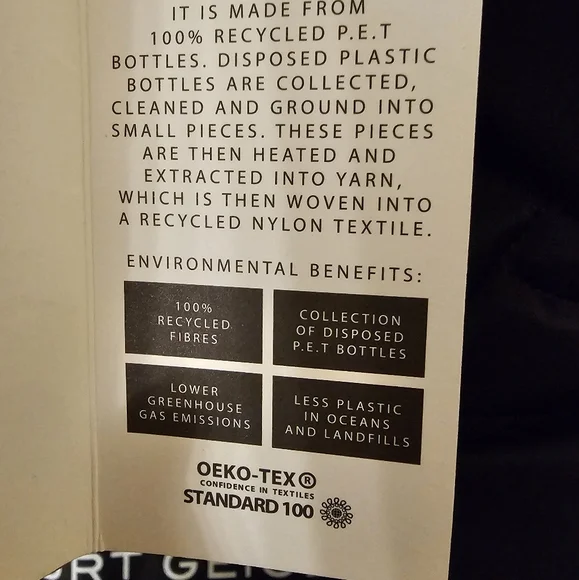 IT IS MADE FROM
100% RECYCLED P.E.T
BOTTLES. DISPOSED PLASTIC
BOTTLES ARE COLLECTED,
CLEANED AND GROUND INTO
SMALL PIECES. THESE PIECES
ARE THEN HEATED AND
EXTRACTED INTO YARN,
WHICH IS THEN WOVEN INTO
A RECYCLED NYLON TEXTILE.
ENVIRONMENTAL BENEFITS:
100%
RECYCLED
FIBRES
COLLECTION
OF DISPOSED
P.E.T BOTTLES
LOWER
GREENHOUSE
GAS EMISSIONS
LESS PLASTIC
IN OCEANS
AND LANDFILLS
OEKO-TEX®
CONFIDENCE IN TEXTILES
STANDARD 100